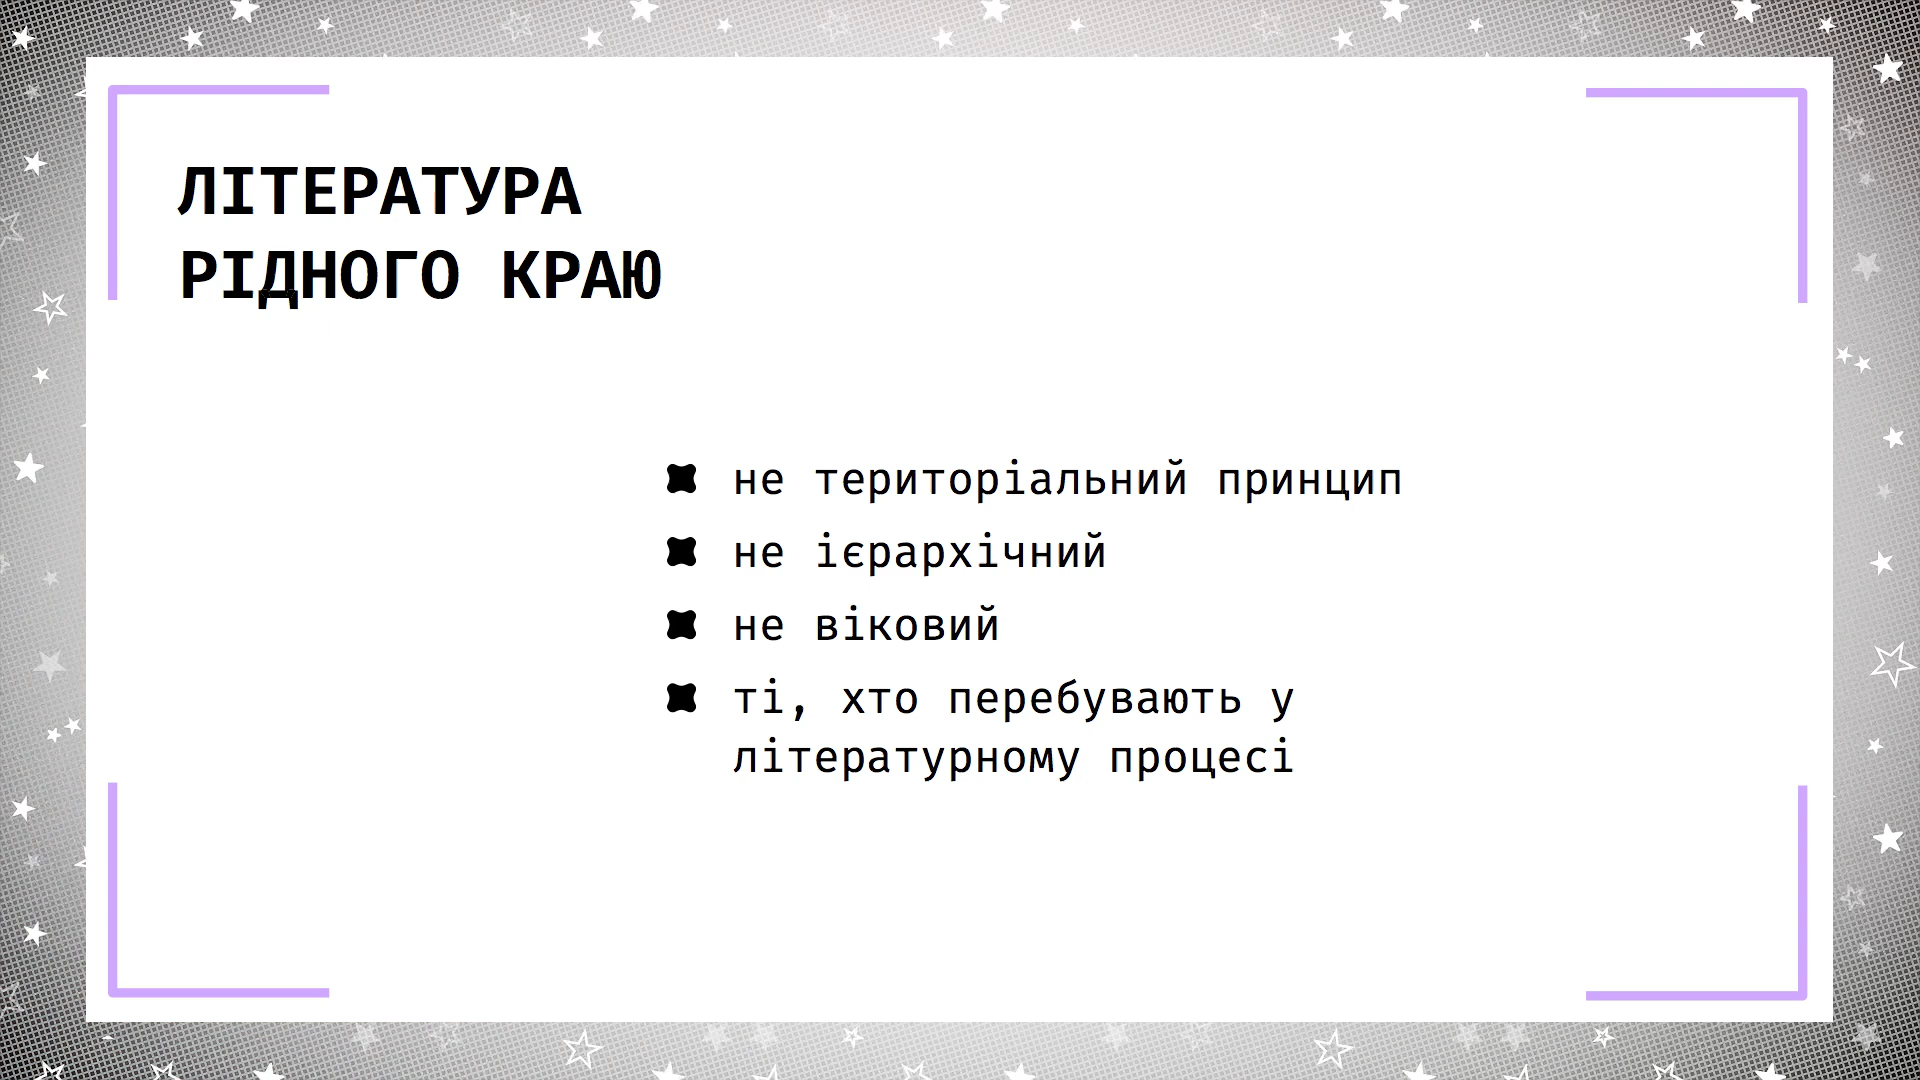 ЛІТЕРАТУРА
РІДНОГО КРАЮ
не територіальний принцип
не ієрархічний
не віковий
ті, хто перебувають у
літературному процесі